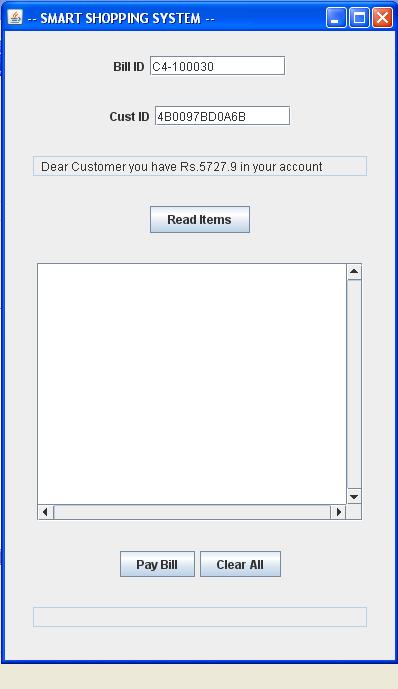 -- SMART SHOPPING SYSTEM --
Bill ID C4-100030
Cust ID 4B0097BD0A6B
Dear Customer you have Rs.5727.9 in your account
Read Items
Pay Bill Clear All